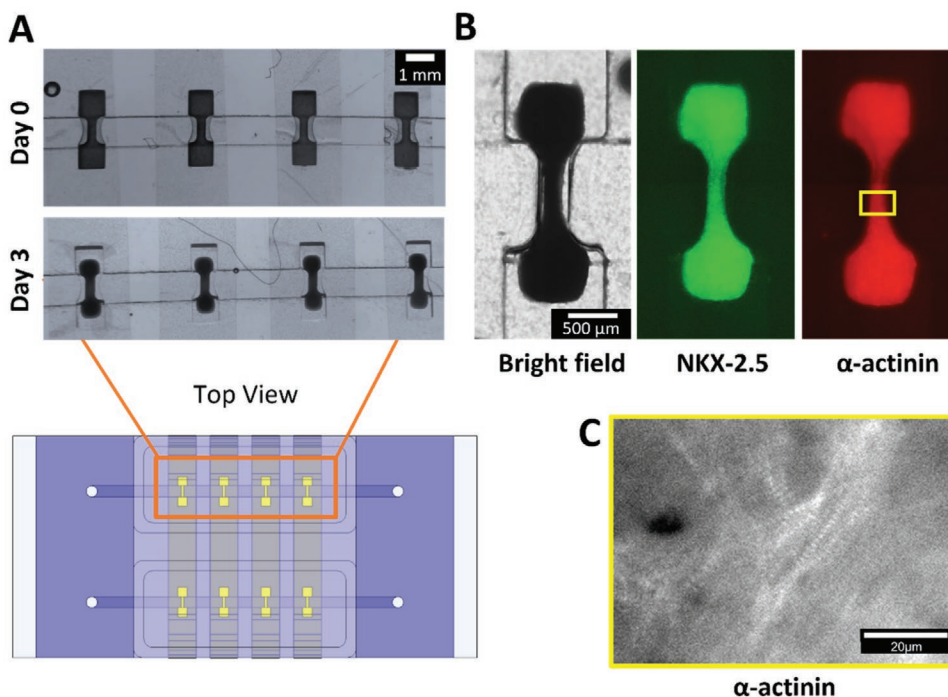 A
Day 0
1 mm
Day 3
Top View
B
500 µm
Bright field
NKX-2.5
α-actinin
C
20µm
α-actinin